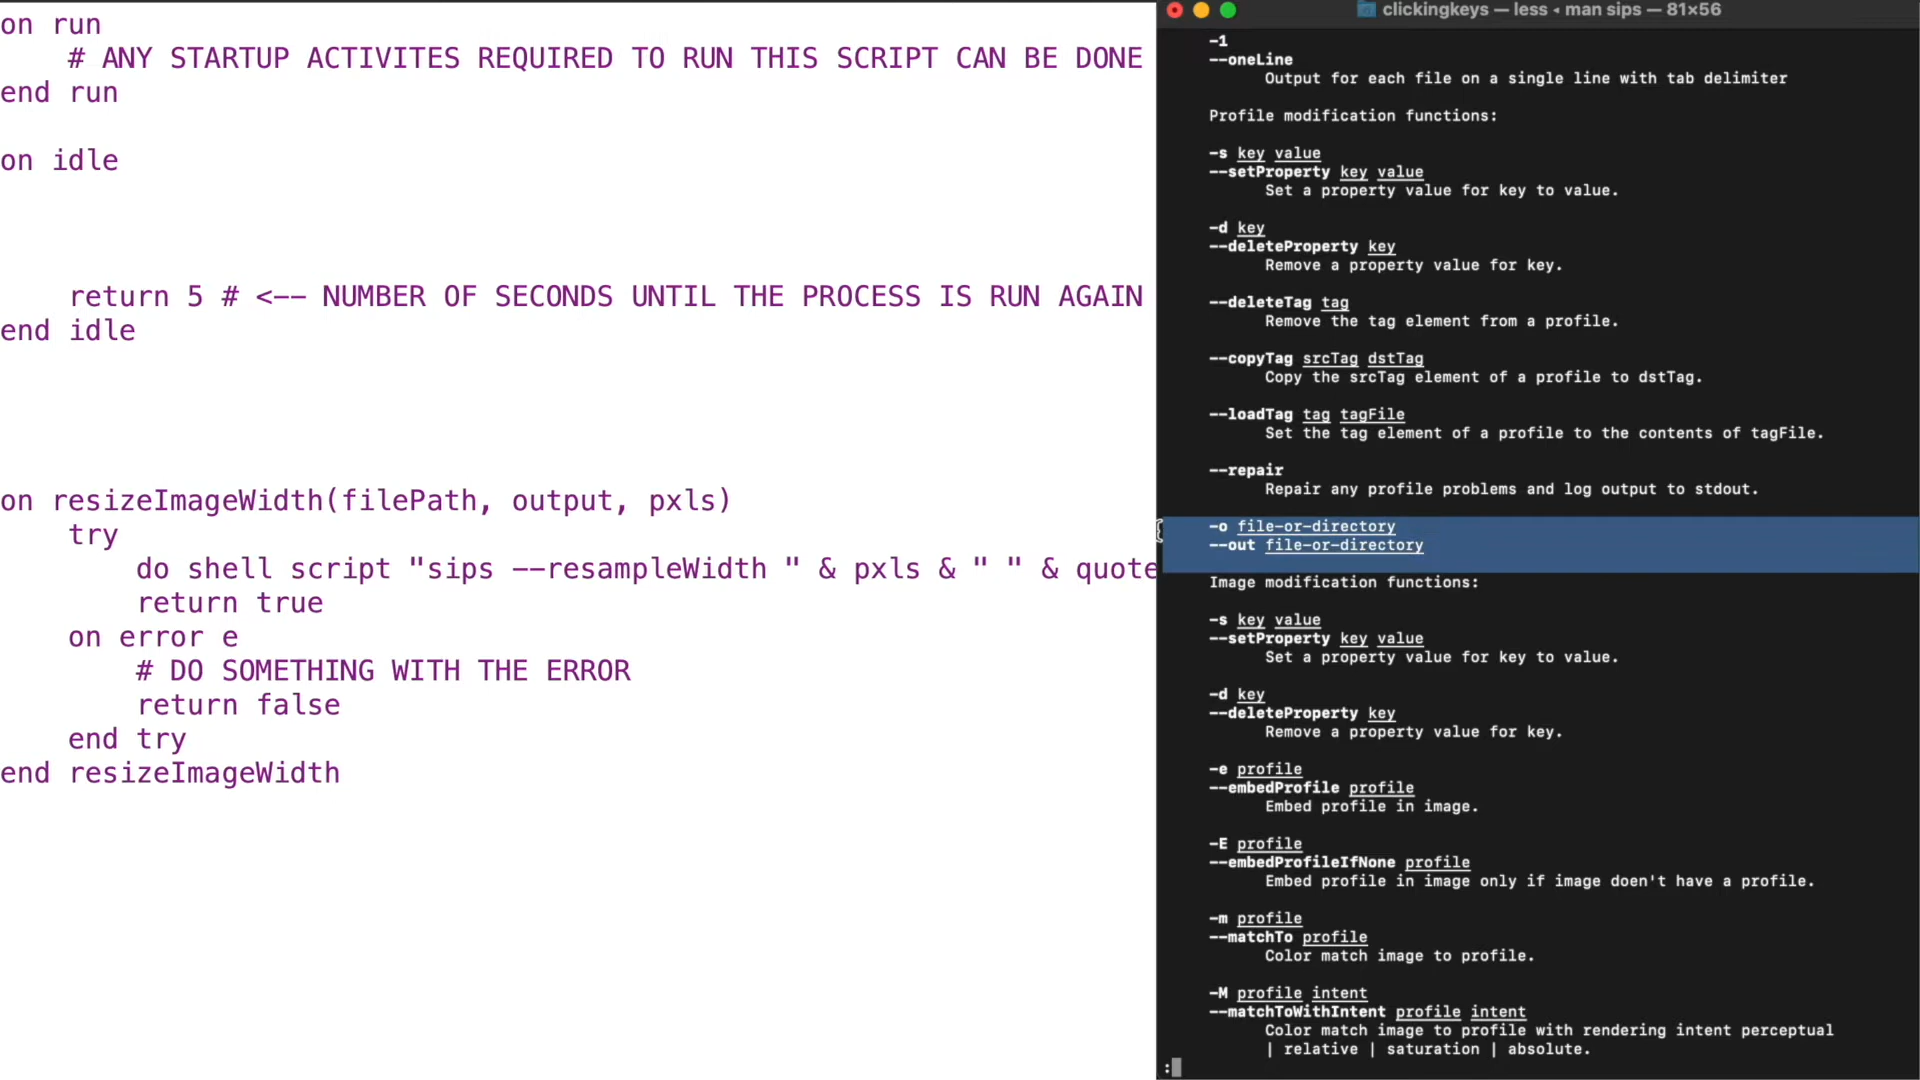 on run
# ANY STARTUP ACTIVITES REQUIRED TO RUN THIS SCRIPT CAN BE DONE
end run
on idle
return 5 # <-- NUMBER OF SECONDS UNTIL THE PROCESS IS RUN AGAIN
end idle
on resizeImageWidth(filePath, output, pxls)
try
do shell script "sips --resampleWidth " & pxls & " " & quote
return true
on error e
# DO SOMETHING WITH THE ERROR
return false
end try
end resizeImageWidth
clickingkeys — less ◂ man sips — 81×56
-1
--oneLine
Output for each file on a single line with tab delimiter
Profile modification functions:
-s key value
--setProperty key value
Set a property value for key to value.
-d key
--deleteProperty key
Remove a property value for key.
--deleteTag tag
Remove the tag element from a profile.
--copyTag srcTag dstTag
Copy the srcTag element of a profile to dstTag.
--loadTag tag tagFile
Set the tag element of a profile to the contents of tagFile.
--repair
Repair any profile problems and log output to stdout.
-o file-or-directory
--out file-or-directory
Image modification functions:
-s key value
--setProperty key value
Set a property value for key to value.
-d key
--deleteProperty key
Remove a property value for key.
-e profile
--embedProfile profile
Embed profile in image.
-E profile
--embedProfileIfNone profile
Embed profile in image only if image doen't have a profile.
-m profile
--matchTo profile
Color match image to profile.
-M profile intent
--matchToWithIntent profile intent
Color match image to profile with rendering intent perceptual
| relative | saturation | absolute.
: